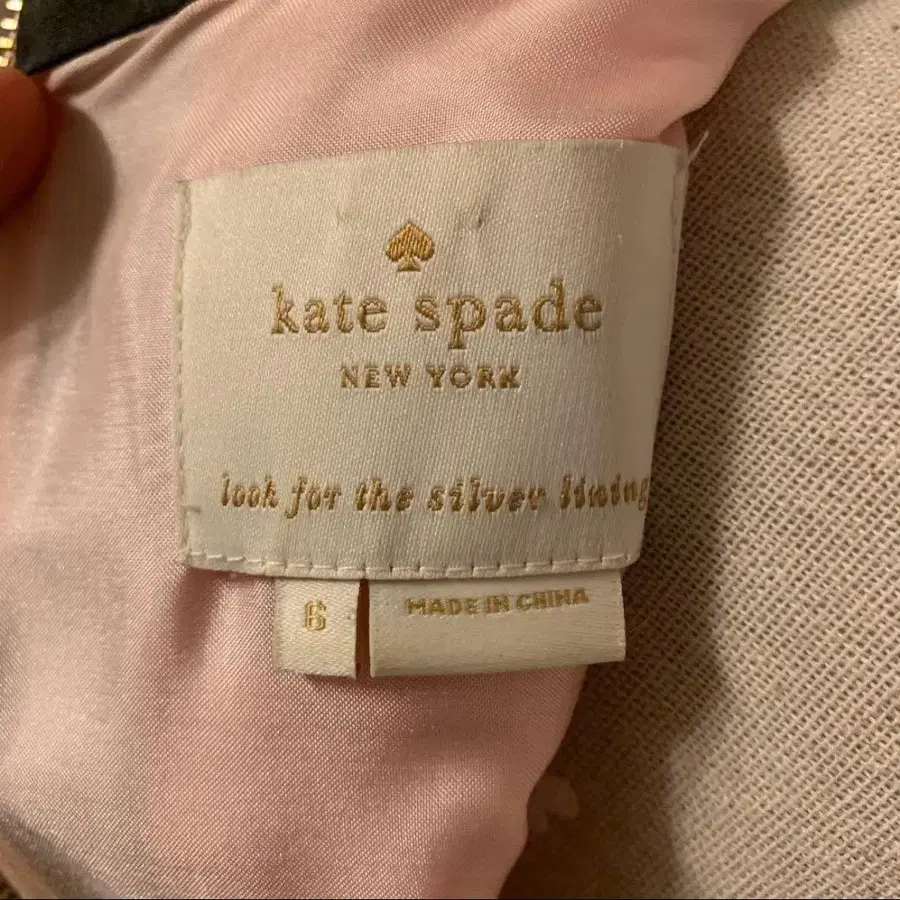 kate spade
NEW YORK
look for the silver lining
6
MADE IN CHINA